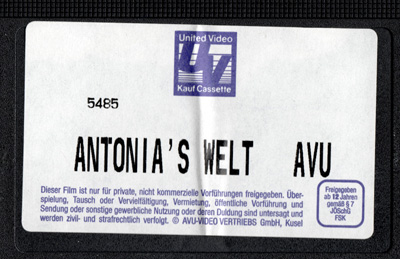 United Video
UV
Kauf Cassette
5485
ANTONIA'S WELT AVU
Dieser Film ist nur für private, nicht kommerzielle Vorführungen freigegeben. Über-
spielung, Tausch oder Vervielfältigung, Vermietung, öffentliche Vorführung und
Sendung oder sonstige gewerbliche Nutzung oder deren Duldung sind untersagt und
werden zivil- und strafrechtlich verfolgt. © AVU-VIDEO VERTRIEBS GmbH, Kusel
Freigegeben
ab 12 Jahren
gemäß § 7
JÖSchG
FSK